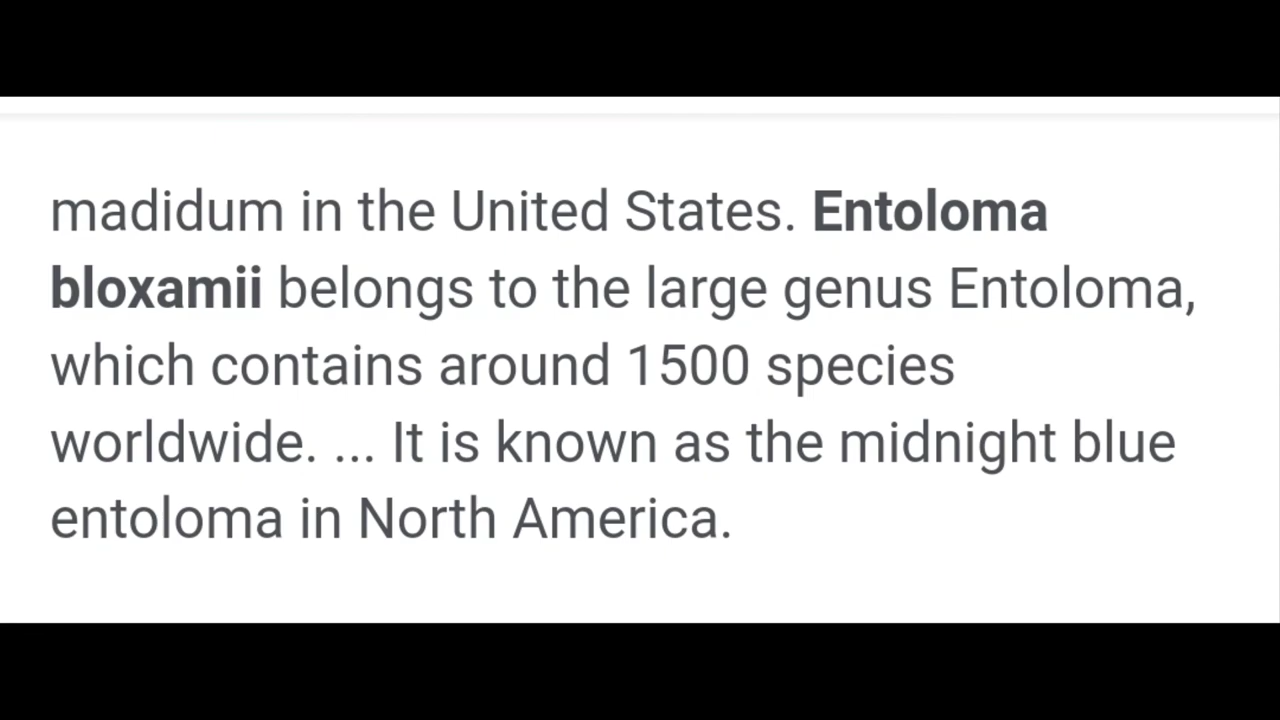 madidum in the United States. Entoloma
bloxamii belongs to the large genus Entoloma,
which contains around 1500 species
worldwide. ... It is known as the midnight blue
entoloma in North America.